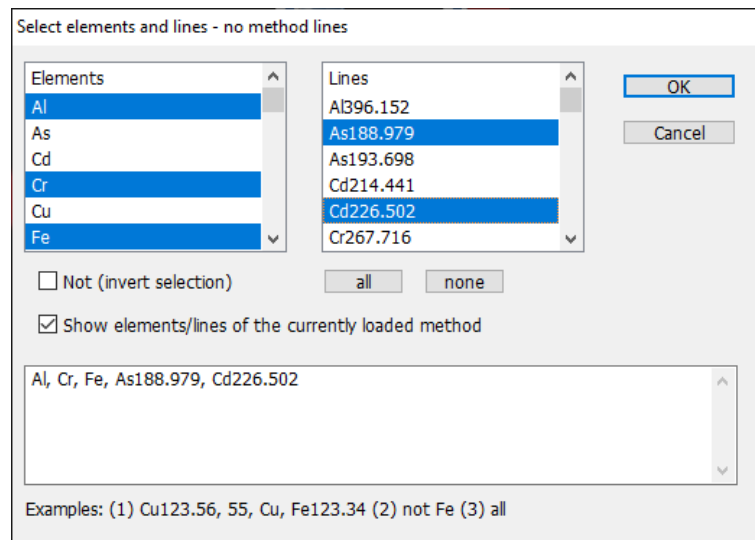 Select elements and lines - no method lines
Elements
Al
As
Cd
Cr
Cu
Fe
Lines
Al396.152
As188.979
As193.698
Cd214.441
Cd226.502
Cr267.716
OK
Cancel
Not (invert selection)
all
none
Show elements/lines of the currently loaded method
Al, Cr, Fe, As188.979, Cd226.502
Examples: (1) Cu123.56, 55, Cu, Fe123.34 (2) not Fe (3) all